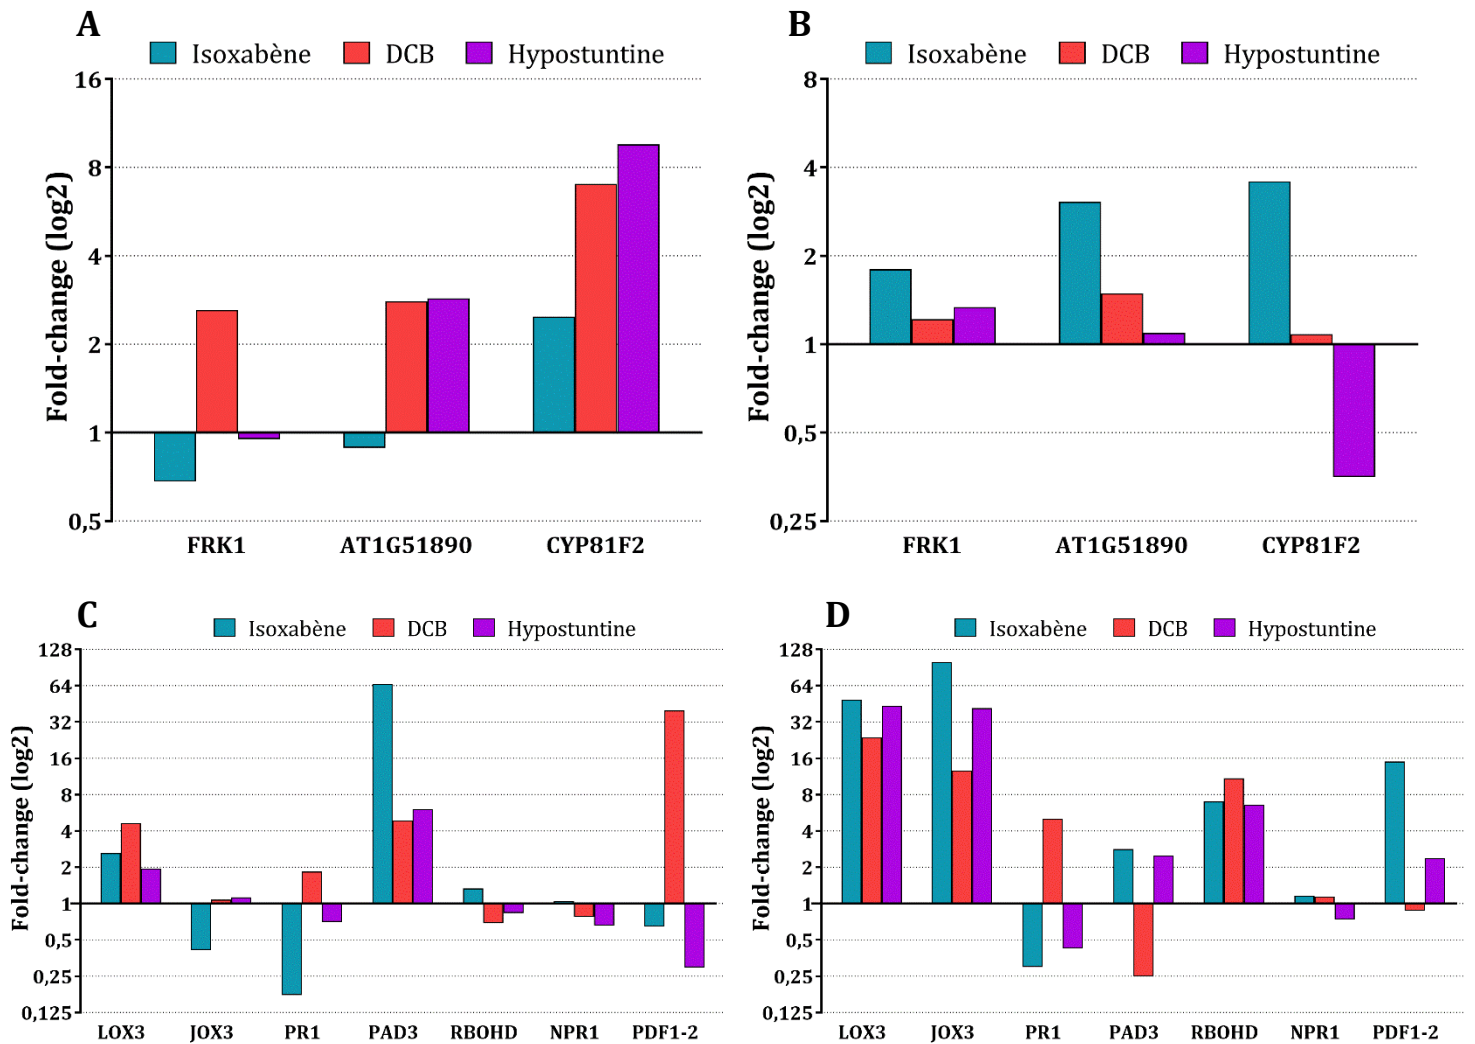 A
Isoxabène DCB Hypostuntine
Fold-change (log2)
16
8
4
2
1
0,5
FRK1 AT1G51890 CYP81F2
B
Isoxabène DCB Hypostuntine
Fold-change (log2)
8
4
2
1
0,5
0,25
FRK1 AT1G51890 CYP81F2
C
Isoxabène DCB Hypostuntine
Fold-change (log2)
128
64
32
16
8
4
2
1
0,5
0,25
0,125
LOX3 JOX3 PR1 PAD3 RBOHD NPR1 PDF1-2
D
Isoxabène DCB Hypostuntine
Fold-change (log2)
128
64
32
16
8
4
2
1
0,5
0,25
0,125
LOX3 JOX3 PR1 PAD3 RBOHD NPR1 PDF1-2